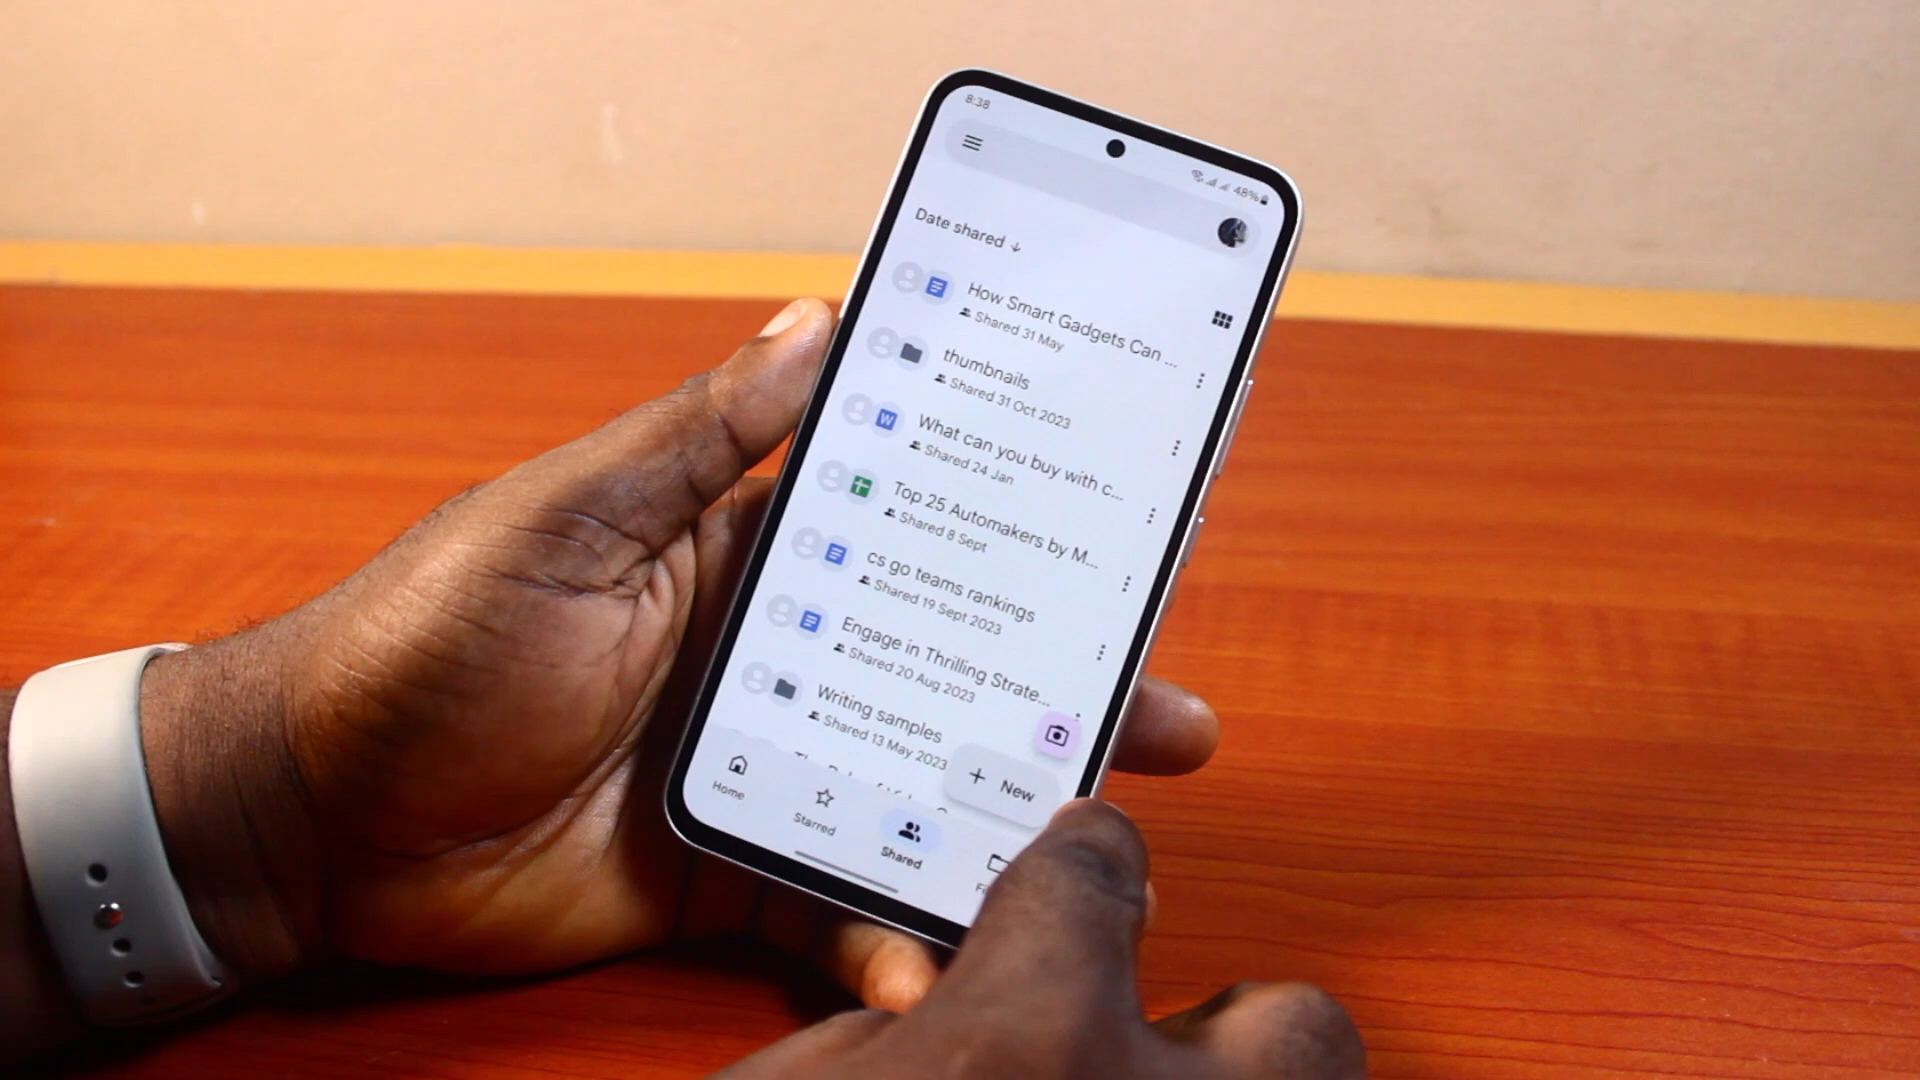 8:38
48%
Date shared ↓
How Smart Gadgets Can ...
Shared 31 May
thumbnails
Shared 31 Oct 2023
W
What can you buy with c...
Shared 24 Jan
Top 25 Automakers by M...
Shared 8 Sept
cs go teams rankings
Shared 19 Sept 2023
Engage in Thrilling Strate...
Shared 20 Aug 2023
Writing samples
Shared 13 May 2023
+ New
Home
Starred
Shared